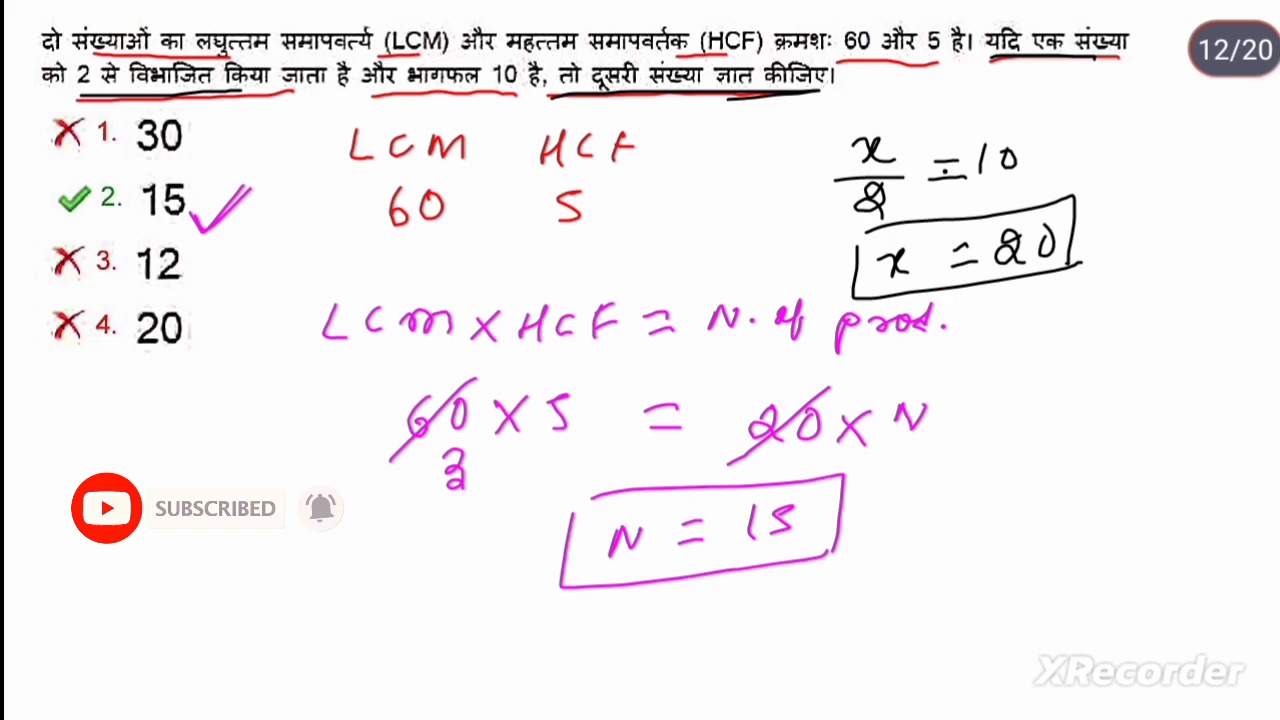 दो संख्याओं का लघुत्तम समापवर्त्य (LCM) और महत्तम समापवर्तक (HCF) क्रमशः 60 और 5 है। यदि एक संख्या
को 2 से विभाजित किया जाता है और भागफल 10 है, तो दूसरी संख्या ज्ञात कीजिए।
12/20
1. 30
2. 15
3. 12
4. 20
LCM HCF
60 5
x/2 = 10
x = 20
LCM X HCF = N. of prod.
60 X 5 = 20 X N
3
N = 15
SUBSCRIBED
XRecorder